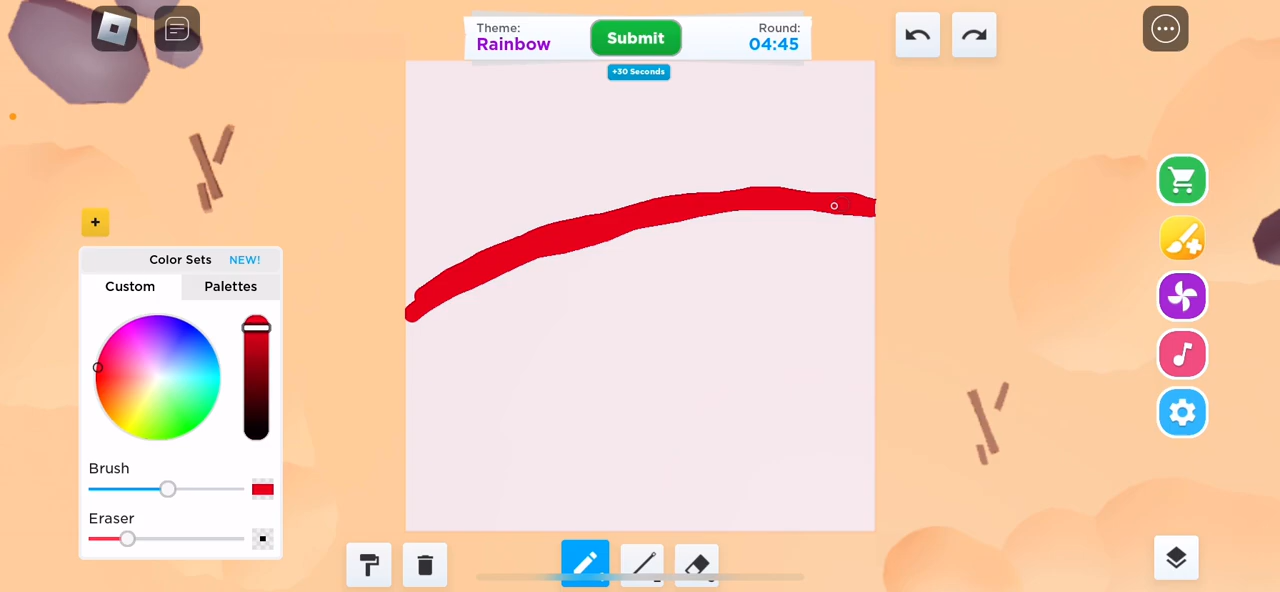 Theme:
Rainbow
Submit
Round:
04:45
+30 Seconds
+
Color Sets NEW!
Custom Palettes
Brush
Eraser